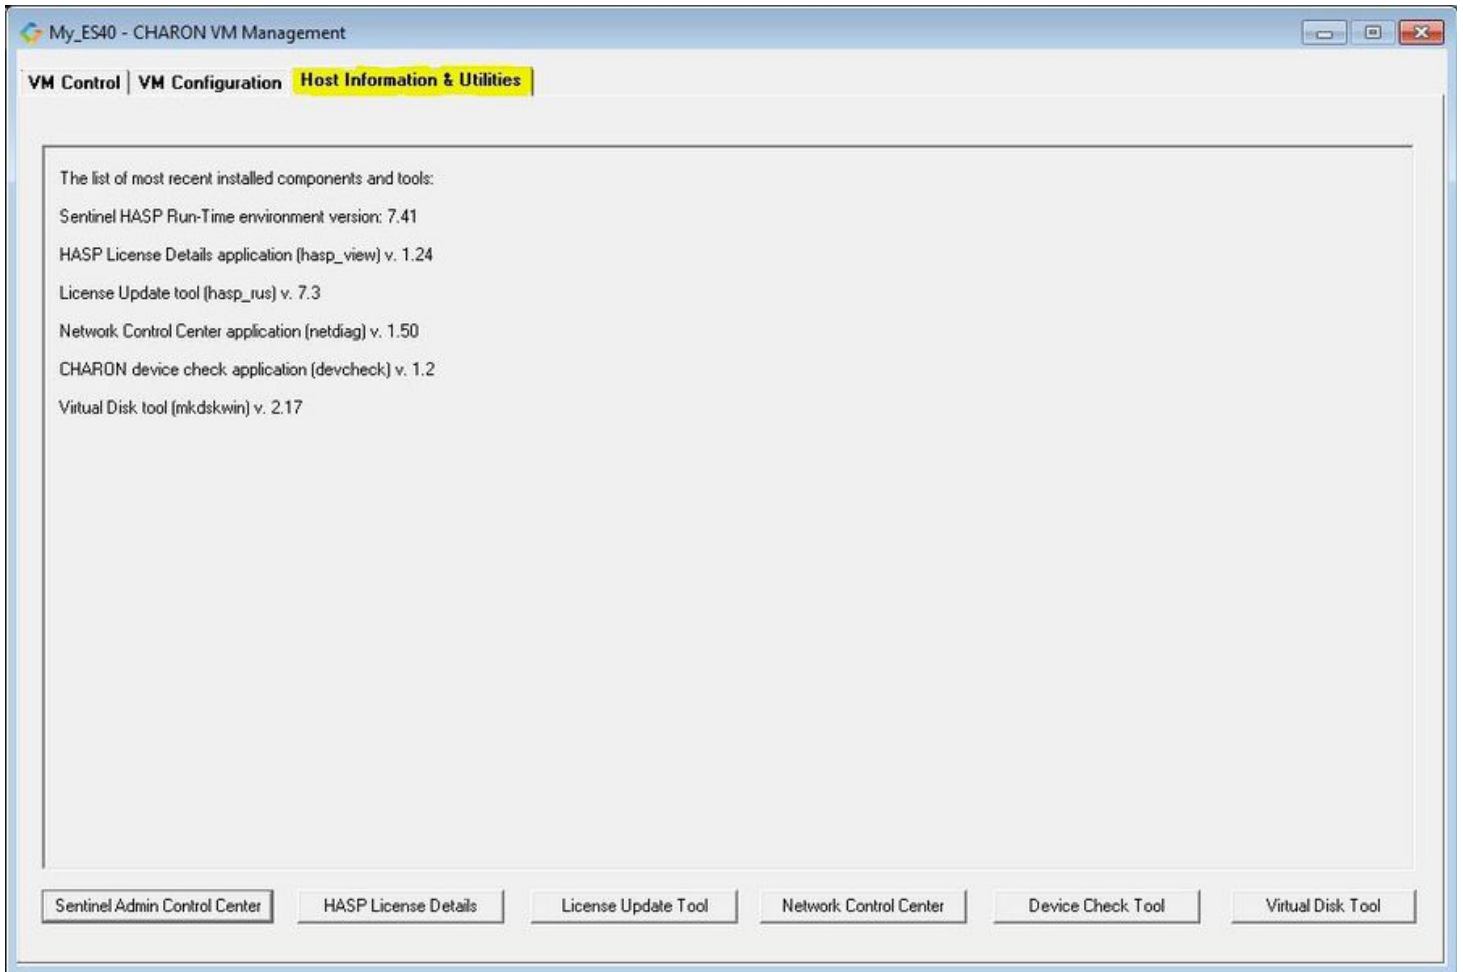 My_ES40 - CHARON VM Management
VM Control VM Configuration Host Information & Utilities
The list of most recent installed components and tools:
Sentinel HASP Run-Time environment version: 7.41
HASP License Details application (hasp_view) v. 1.24
License Update tool (hasp_rus) v. 7.3
Network Control Center application (netdiag) v. 1.50
CHARON device check application (devcheck) v. 1.2
Virtual Disk tool (mkdskwin) v. 2.17
Sentinel Admin Control Center HASP License Details License Update Tool Network Control Center Device Check Tool Virtual Disk Tool